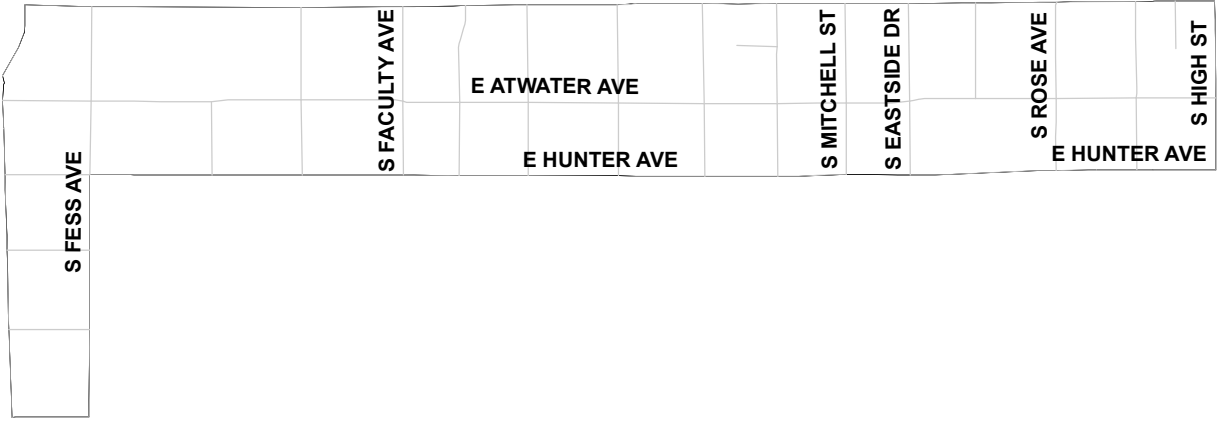 S FESS AVE
S FACULTY AVE
E ATWATER AVE
E HUNTER AVE
S MITCHELL ST
S EASTSIDE DR
S ROSE AVE
E HUNTER AVE
S HIGH ST